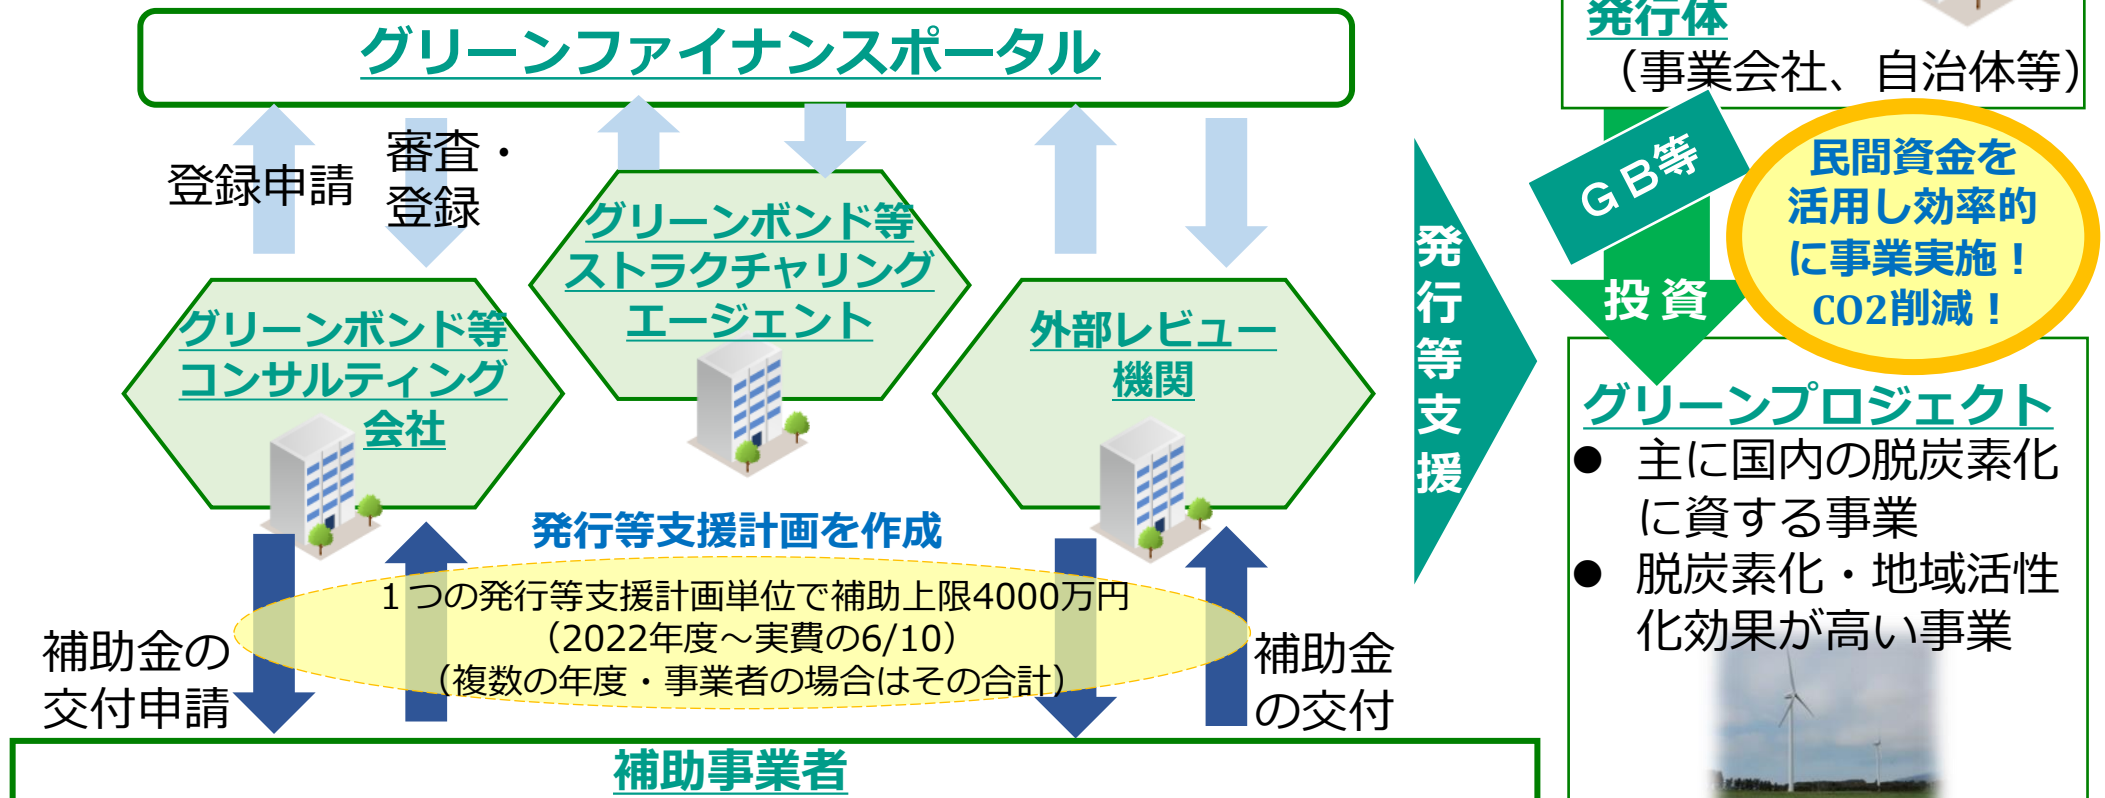 グリーンファイナンスポータル
登録申請
審査・
登録
グリーンボンド等
コンサルティング
会社
グリーンボンド等
ストラクチャリング
エージェント
外部レビュー
機関
発行等支援計画を作成
１つの発行等支援計画単位で補助上限4000万円
（2022年度～実費の6/10）
（複数の年度・事業者の場合はその合計）
補助金の
交付申請
補助金
の交付
補助事業者
発行等支援
発行体
（事業会社、自治体等）
ＧＢ等
投資
民間資金を
活用し効率的
に事業実施！
CO2削減！
グリーンプロジェクト
● 主に国内の脱炭素化
に資する事業
● 脱炭素化・地域活性
化効果が高い事業